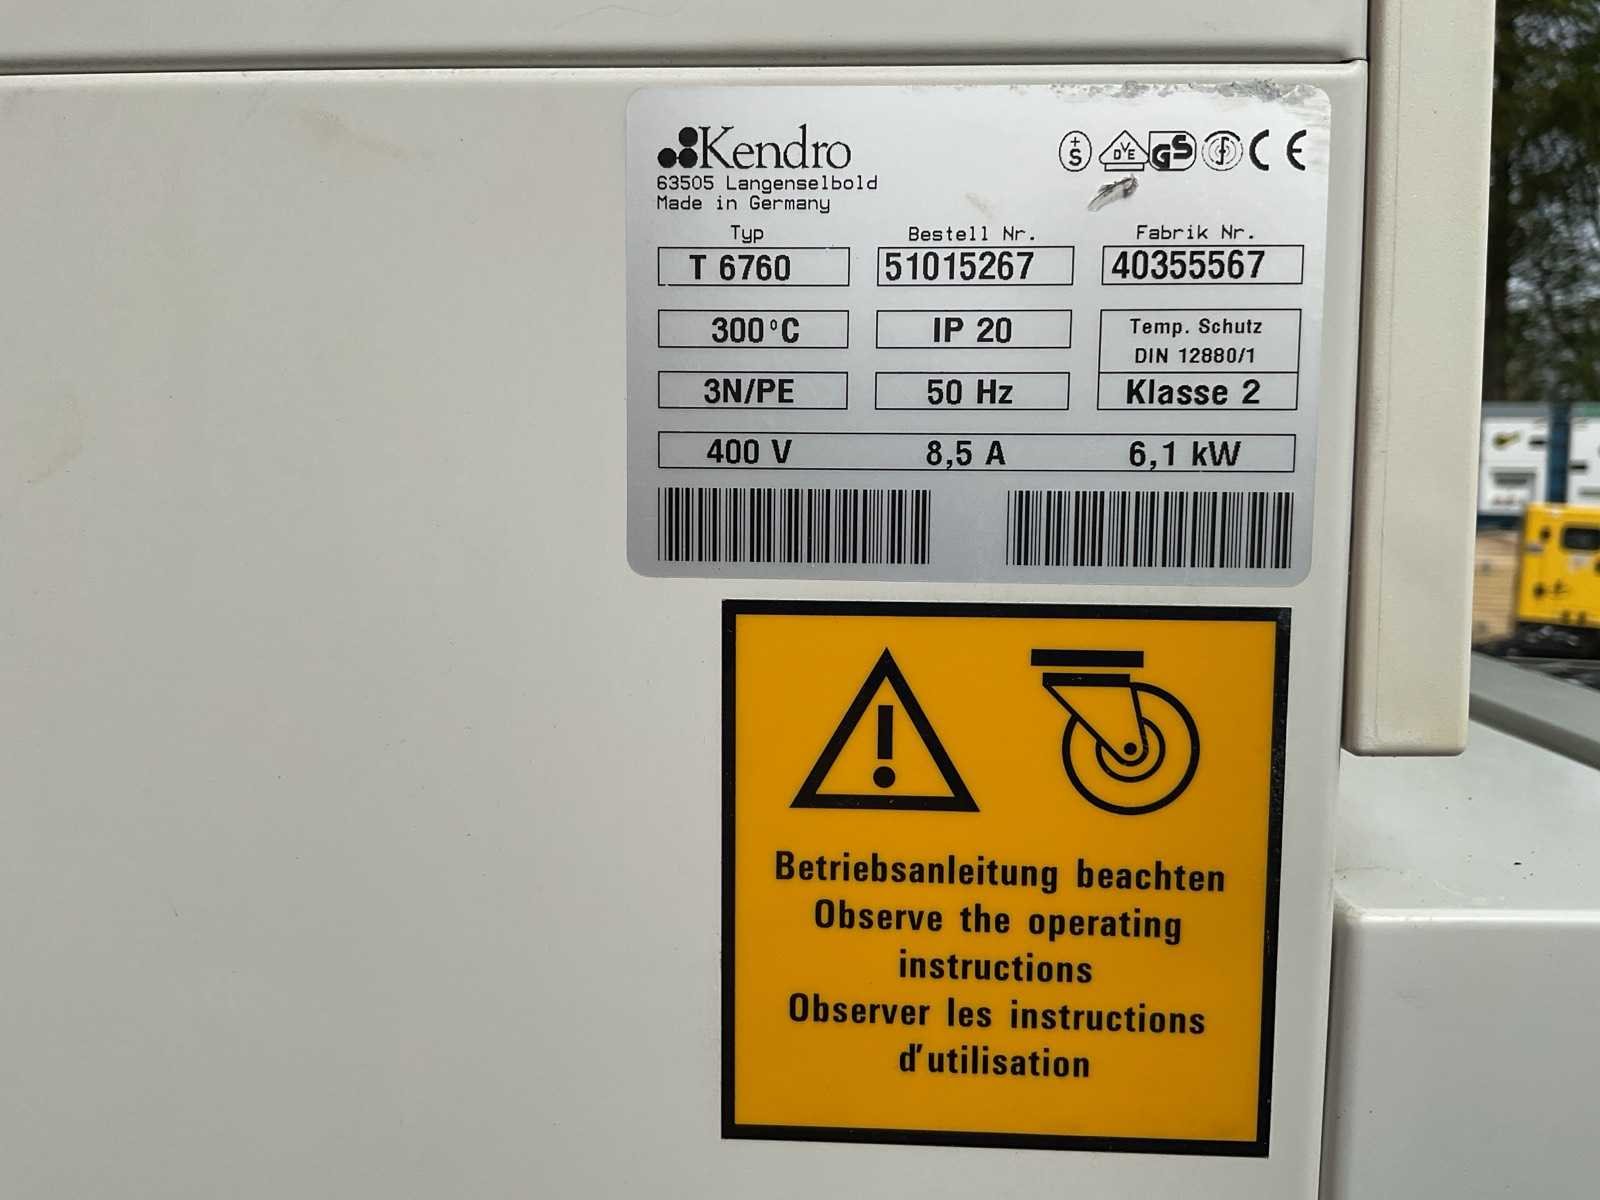 Kendro
63505 Langenselbold
Made in Germany
Typ Bestell Nr. Fabrik Nr.
T 6760 51015267 40355567
300°C IP 20 Temp. Schutz
DIN 12880/1
3N/PE 50 Hz Klasse 2
400 V 8,5 A 6,1 kW
Betriebsanleitung beachten
Observe the operating
instructions
Observer les instructions
d'utilisation